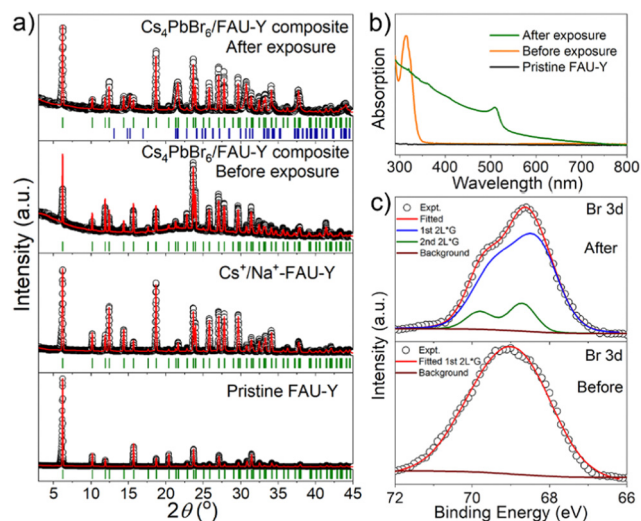 a)
Cs₄PbBr₆/FAU-Y composite
After exposure
Cs₄PbBr₆/FAU-Y composite
Before exposure
Cs⁺/Na⁺-FAU-Y
Pristine FAU-Y
Intensity (a.u.)
5 10 15 20 25 30 35 40 45
2θ (°)
b)
After exposure
Before exposure
Pristine FAU-Y
Absorption
300 400 500 600 700 800
Wavelength (nm)
c)
Expt.
Fitted
1st 2L*G
2nd 2L*G
Background
Br 3d
After
Expt.
Fitted 1st 2L*G
Background
Br 3d
Before
Intensity (a.u.)
72 70 68 66
Binding Energy (eV)